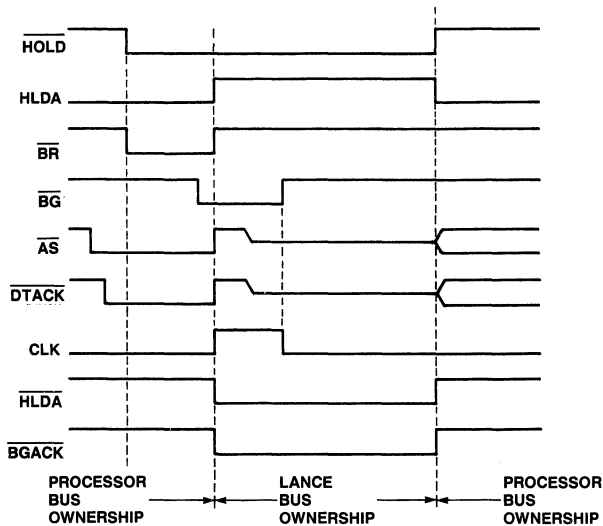 HOLD
HLDA
BR
BG
AS
DTACK
CLK
HLDA
BGACK
PROCESSOR
BUS
OWNERSHIP
LANCE
BUS
OWNERSHIP
PROCESSOR
BUS
OWNERSHIP